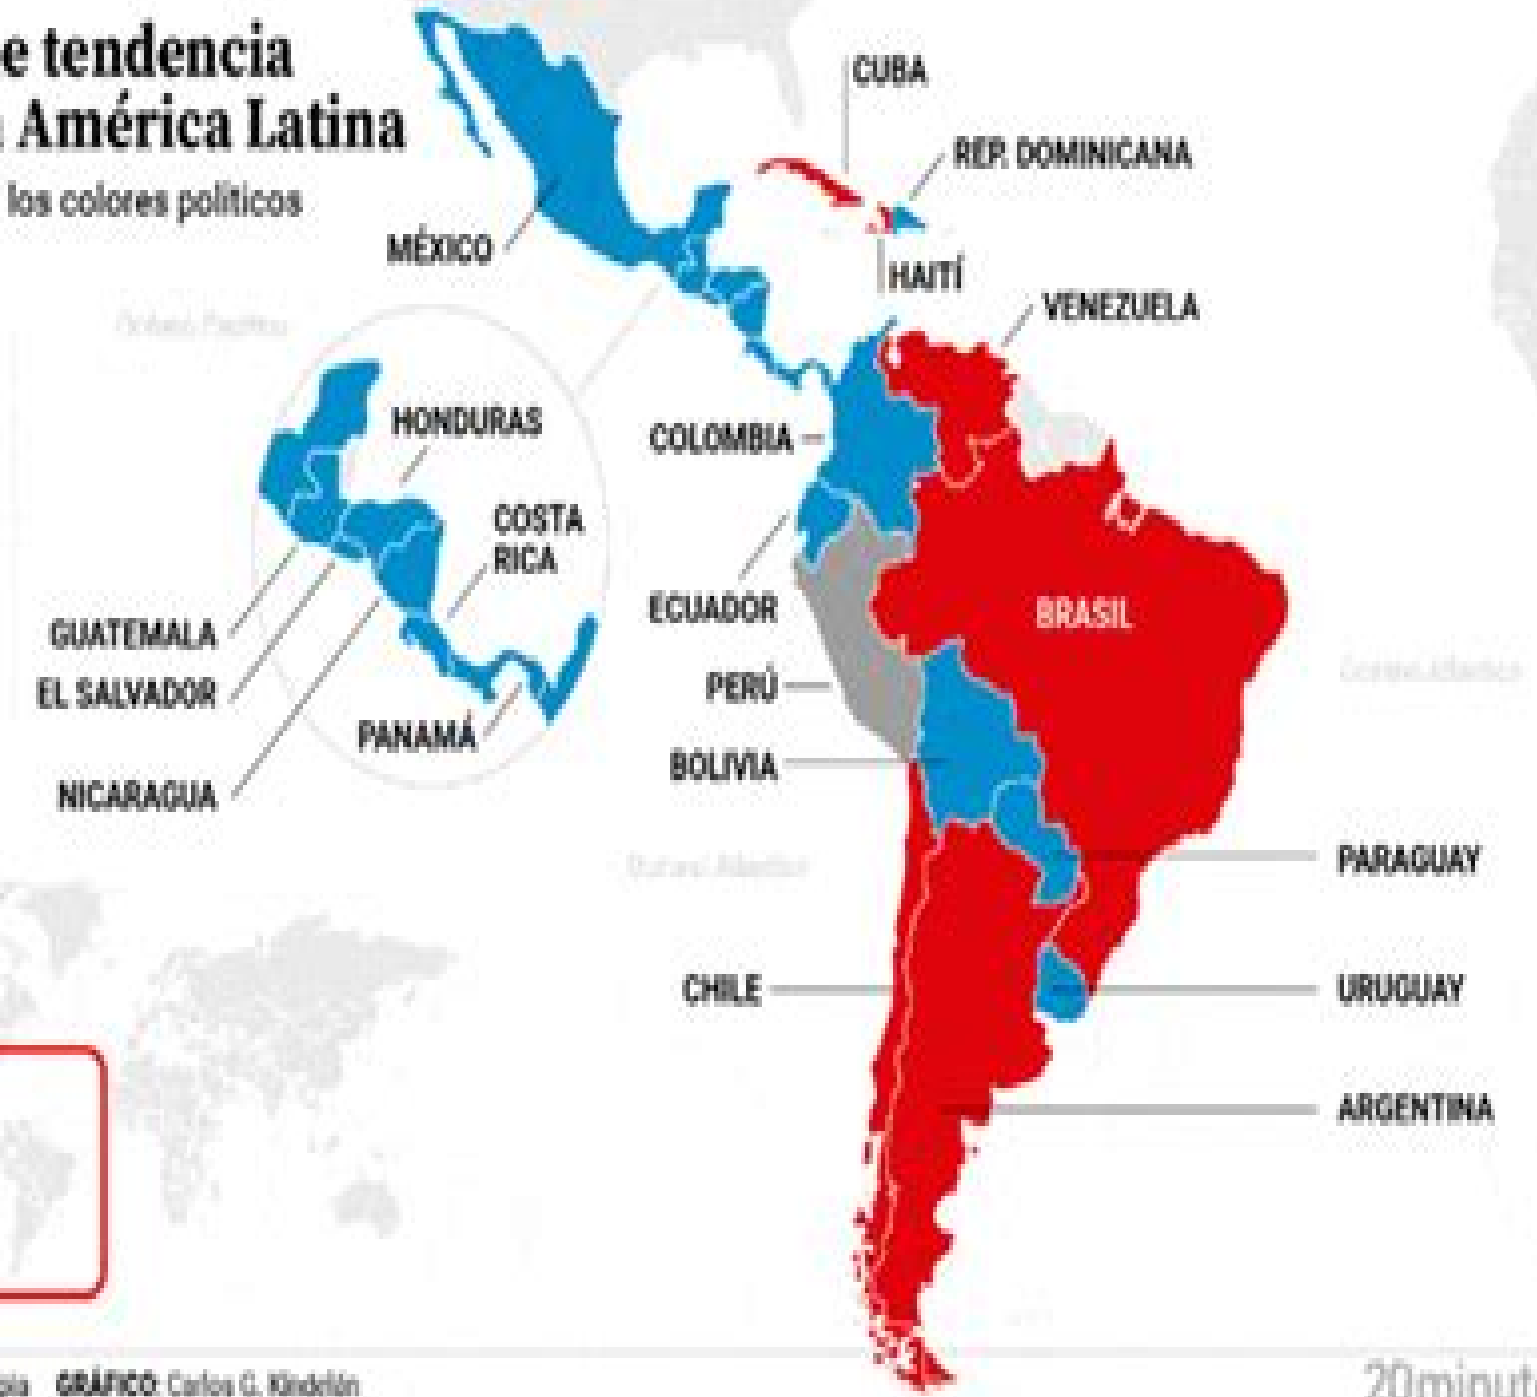 e tendencia
América Latina
los colores políticos
CUBA
REP. DOMINICANA
MÉXICO
HAITÍ
VENEZUELA
HONDURAS
COLOMBIA
COSTA
RICA
ECUADOR
BRASIL
GUATEMALA
EL SALVADOR
PERÚ
PANAMÁ
BOLIVIA
NICARAGUA
PARAGUAY
CHILE
URUGUAY
ARGENTINA
pia GRÁFICO: Carlos G. Kindelán
20minut